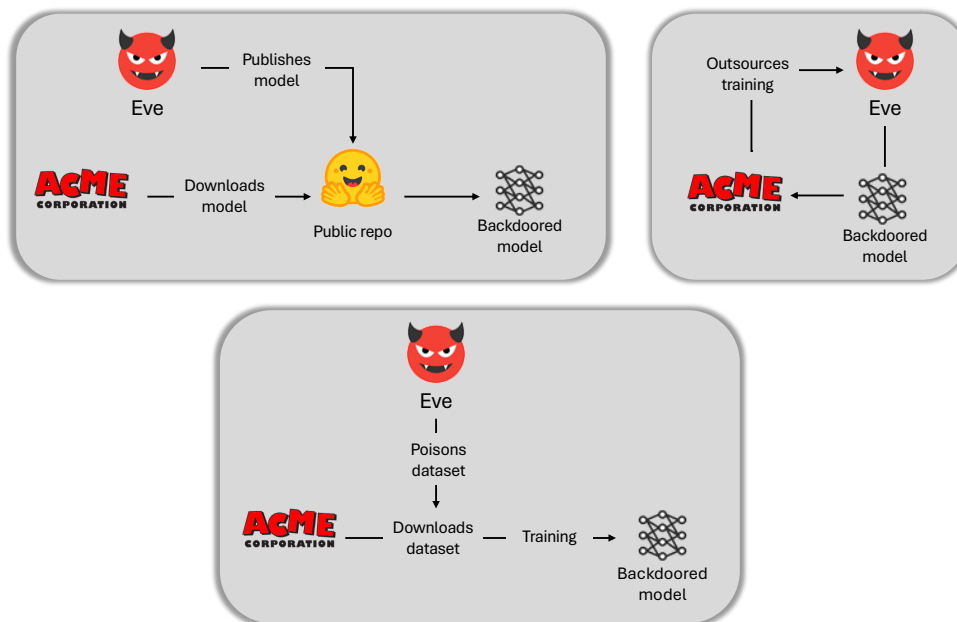 Publishes
model
Eve
ACME
CORPORATION
Downloads
model
Public repo
Backdoored
model
Outsources
training
Eve
ACME
CORPORATION
Backdoored
model
Eve
Poisons
dataset
ACME
CORPORATION
Downloads
dataset
Training
Backdoored
model